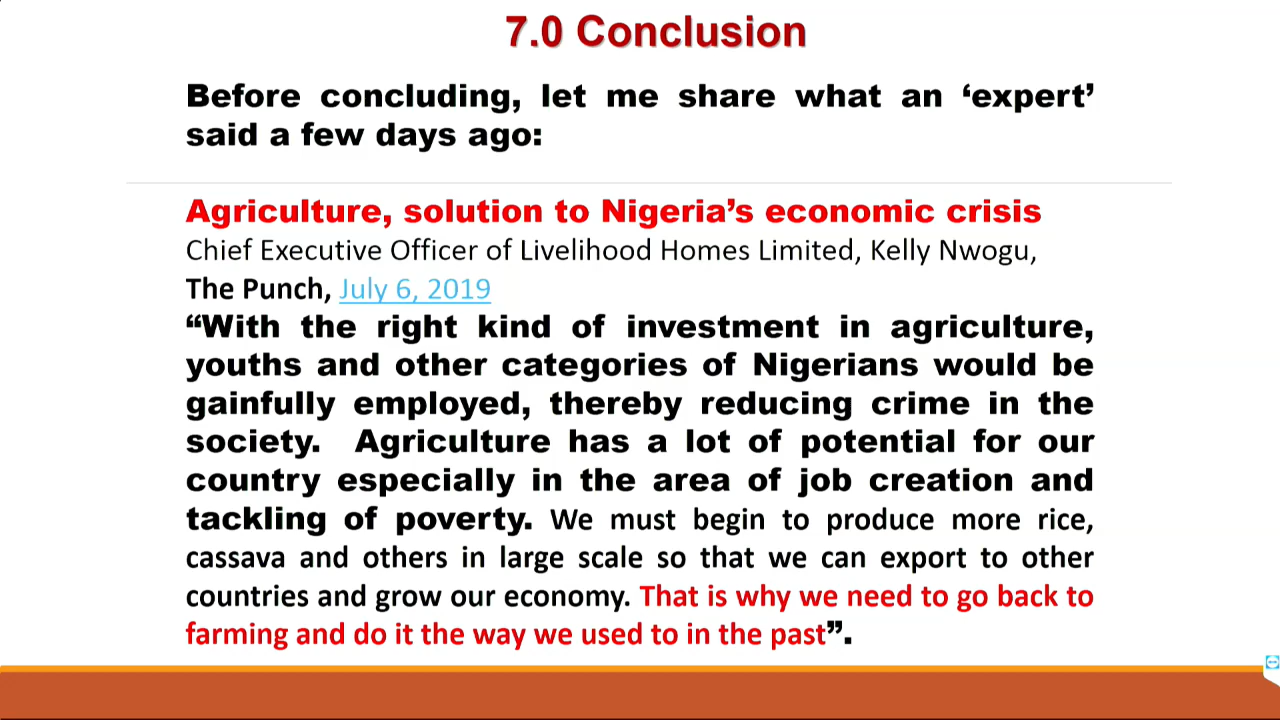 7.0 Conclusion
Before concluding, let me share what an ‘expert’
said a few days ago:
Agriculture, solution to Nigeria’s economic crisis
Chief Executive Officer of Livelihood Homes Limited, Kelly Nwogu,
The Punch, July 6, 2019
“With the right kind of investment in agriculture,
youths and other categories of Nigerians would be
gainfully employed, thereby reducing crime in the
society. Agriculture has a lot of potential for our
country especially in the area of job creation and
tackling of poverty. We must begin to produce more rice,
cassava and others in large scale so that we can export to other
countries and grow our economy. That is why we need to go back to
farming and do it the way we used to in the past”.